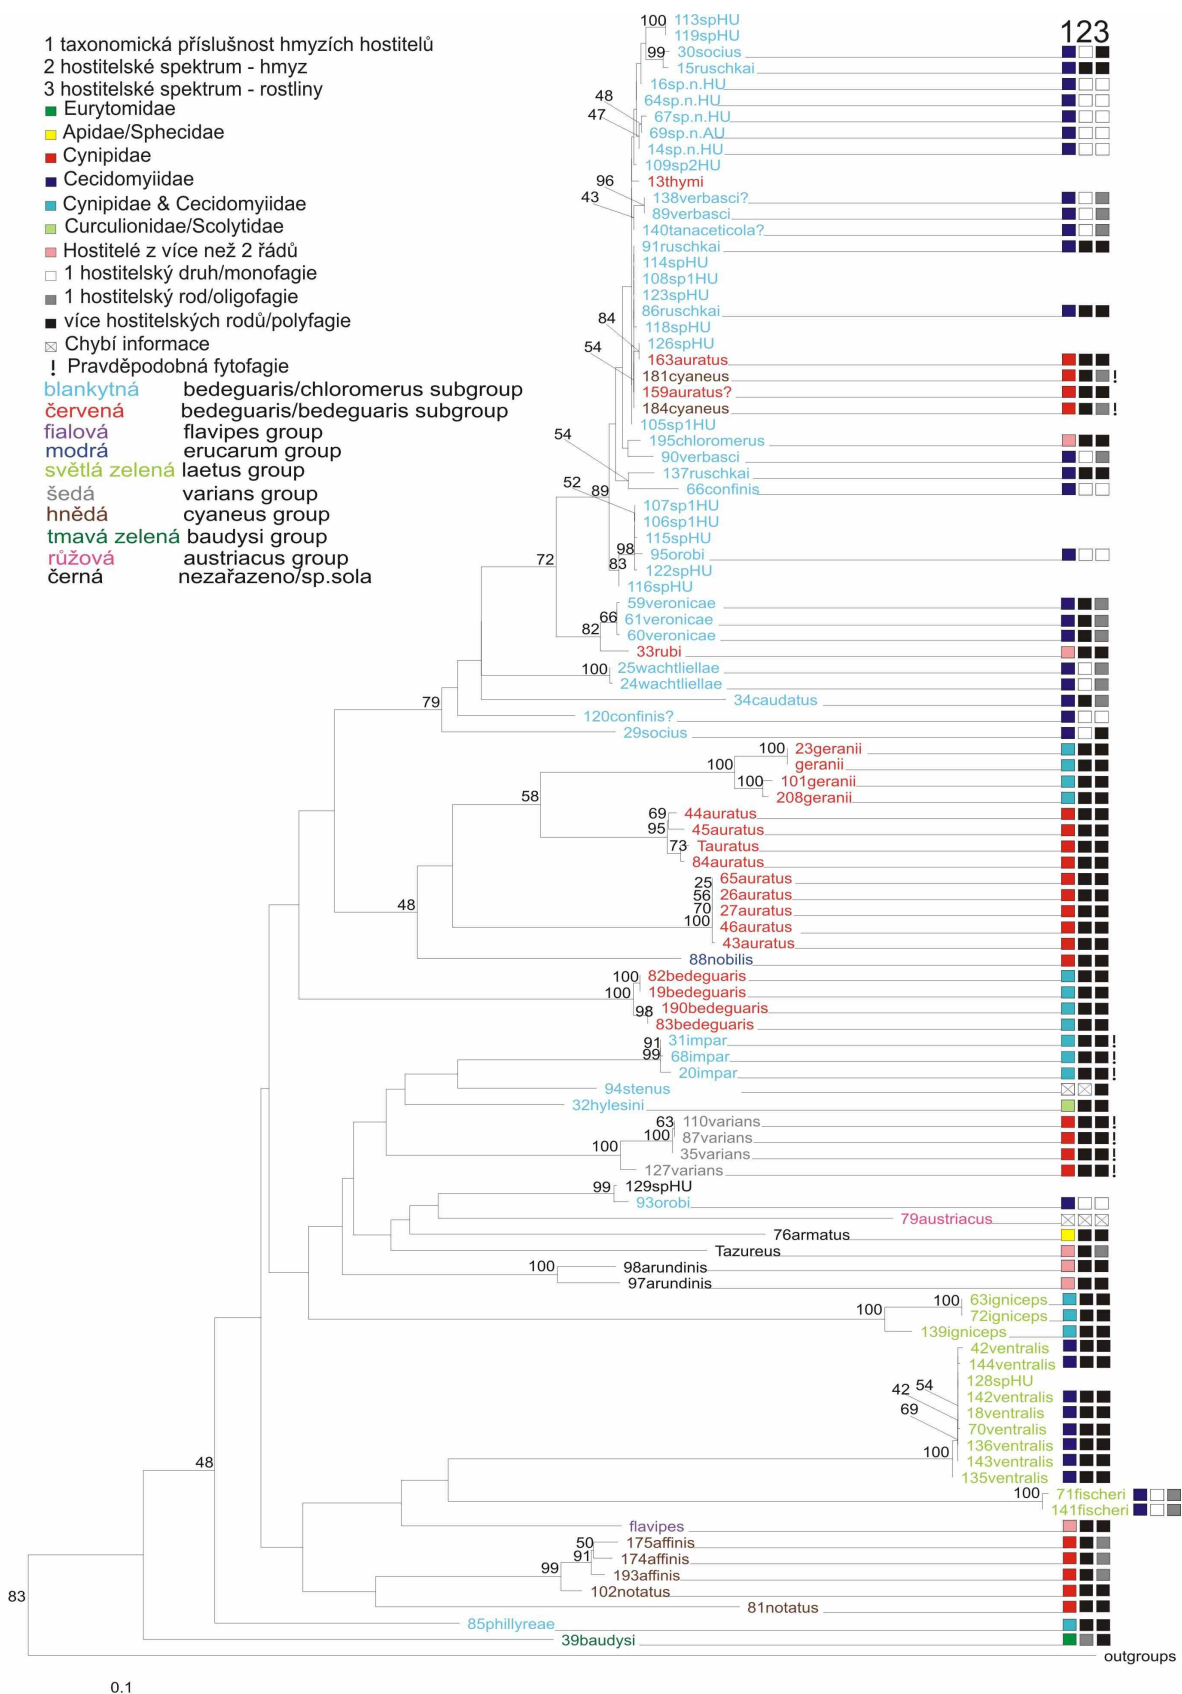 1 taxonomická příslušnost hmyzích hostitelů
2 hostitelské spektrum - hmyz
3 hostitelské spektrum - rostliny
Eurytomidae
Apidae/Sphecidae
Cynipidae
Cecidomyiidae
Cynipidae & Cecidomyiidae
Curculionidae/Scolytidae
Hostitelé z více než 2 řádů
1 hostitelský druh/monofagie
1 hostitelský rod/oligofagie
více hostitelských rodů/polyfagie
Chybí informace
! Pravděpodobná fytofagie
blankytná bedeguaris/chloromerus subgroup
červená bedeguaris/bedeguaris subgroup
fialová flavipes group
modrá erucarum group
světlá zelená laetus group
šedá varians group
hnědá cyaneus group
tmavá zelená baudysi group
růžová austriacus group
černá nezařazeno/sp.sola
123
100 113spHU
119spHU
99 30socius
15ruschkai
16sp.n.HU
48 64sp.n.HU
47 67sp.n.HU
69sp.n.AU
14sp.n.HU
109sp2HU
96 13thymi
43 138verbasci?
89verbasci
140tanaceticola?
91ruschkai
114spHU
108sp1HU
123spHU
86ruschkai
84 118spHU
54 126spHU
163auratus
181cyaneus !
159auratus?
184cyaneus !
105sp1HU
54 195chloromerus
90verbasci
137ruschkai
52 89 66confinis
107sp1HU
106sp1HU
115spHU
98 95orobi
72 83 122spHU
116spHU
59veronicae
66 61veronicae
82 60veronicae
33rubi
100 25wachtliellae
24wachtliellae
79 34caudatus
120confinis?
29socius
100 23geranii
100 geranii
100 101geranii
58 208geranii
69 44auratus
95 45auratus
73 Tauratus
84auratus
25 65auratus
56 26auratus
48 70 27auratus
100 46auratus
43auratus
88nobilis
100 82bedeguaris
100 19bedeguaris
98 190bedeguaris
83bedeguaris
91 31impar !
99 68impar !
20impar !
94stenus
32hylesini
63 110varians !
100 87varians !
100 35varians !
127varians !
99 129spHU
93orobi
79austriacus
76armatus
Tazureus
100 98arundinis
97arundinis
100 63igniceps
100 72igniceps
139igniceps
42ventralis
144ventralis
54 128spHU
42 142ventralis
69 18ventralis
70ventralis
136ventralis
100 143ventralis
48 135ventralis
100 71fischeri
141fischeri
flavipes
50 175affinis
91 174affinis
99 193affinis
102notatus
83 81notatus
85phillyreae
39baudysi
outgroups
0.1